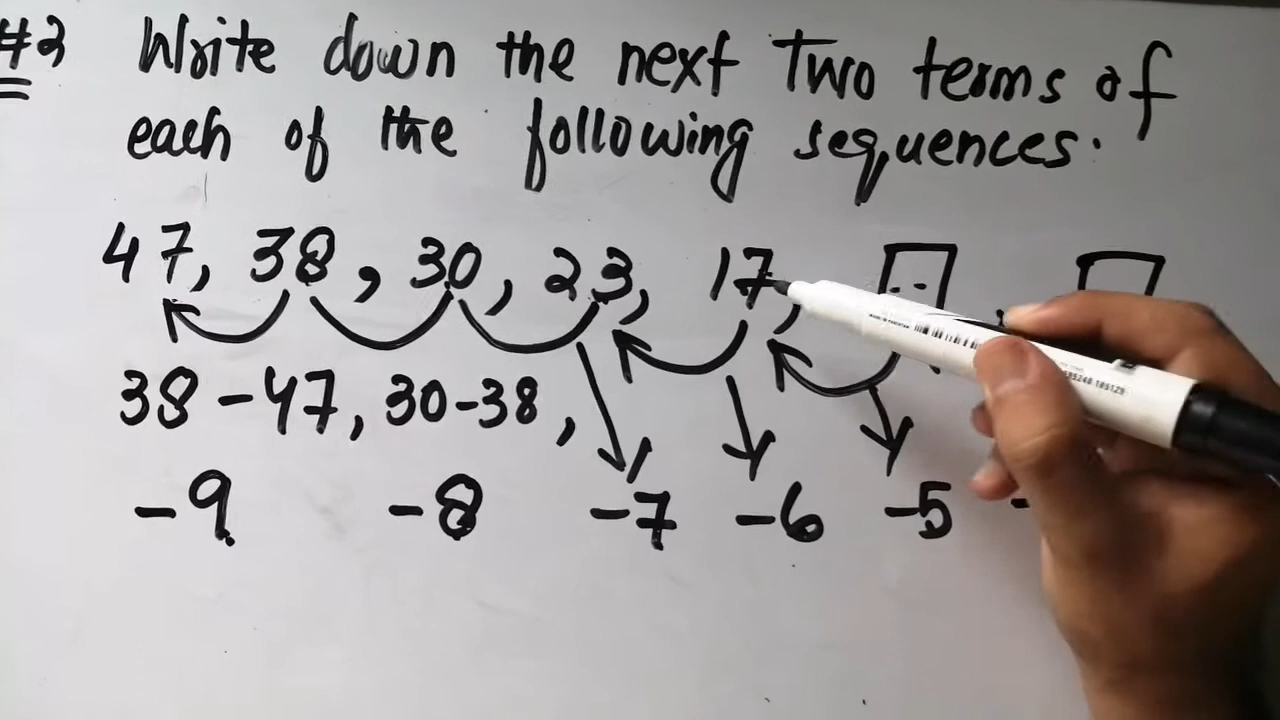 #3 Write down the next Two terms of
each of the following sequences.
47, 38, 30, 23, 17,
38-47, 30-38,
-9 -8 -7 -6 -5 -